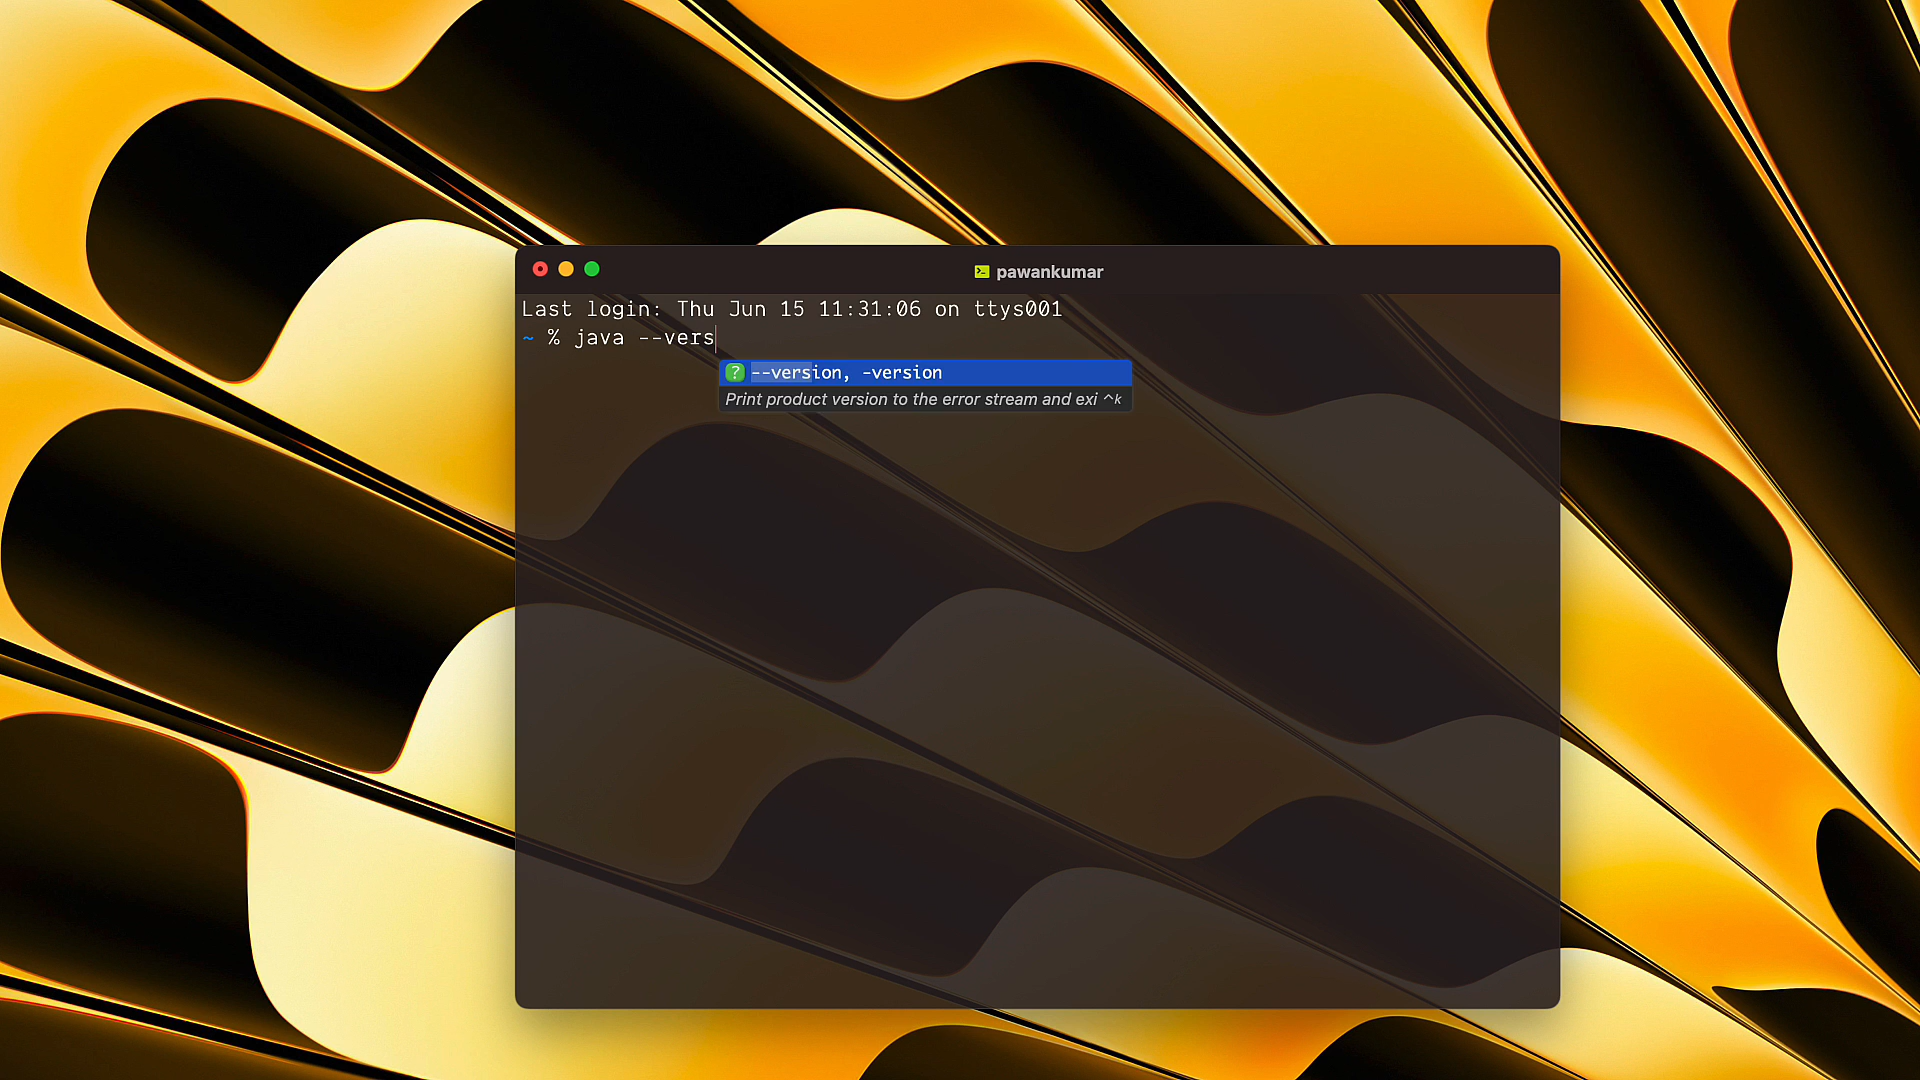 pawankumar
Last login: Thu Jun 15 11:31:06 on ttys001
~ % java --vers
--version, -version
Print product version to the error stream and exi ^k